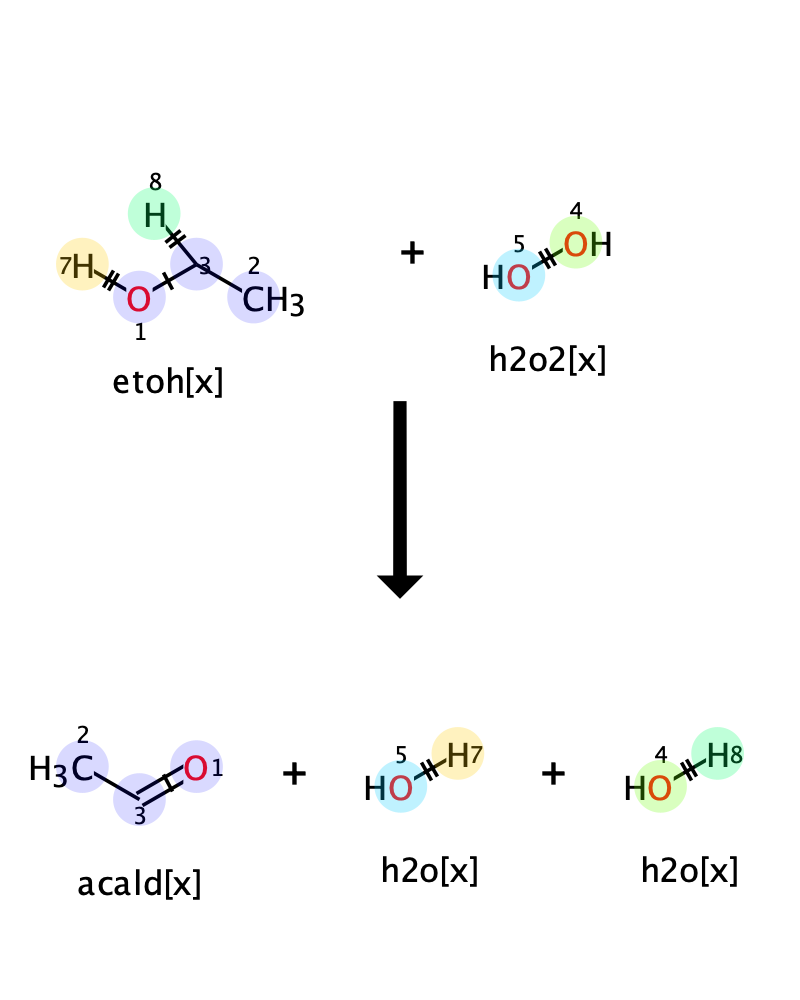 8
H
7H
3
2
O
CH3
1
etoh[x]
+
4
5
OH
HO
h2o2[x]
2
H3C
O1
3
acald[x]
+
5
H7
HO
h2o[x]
+
4
H8
HO
h2o[x]